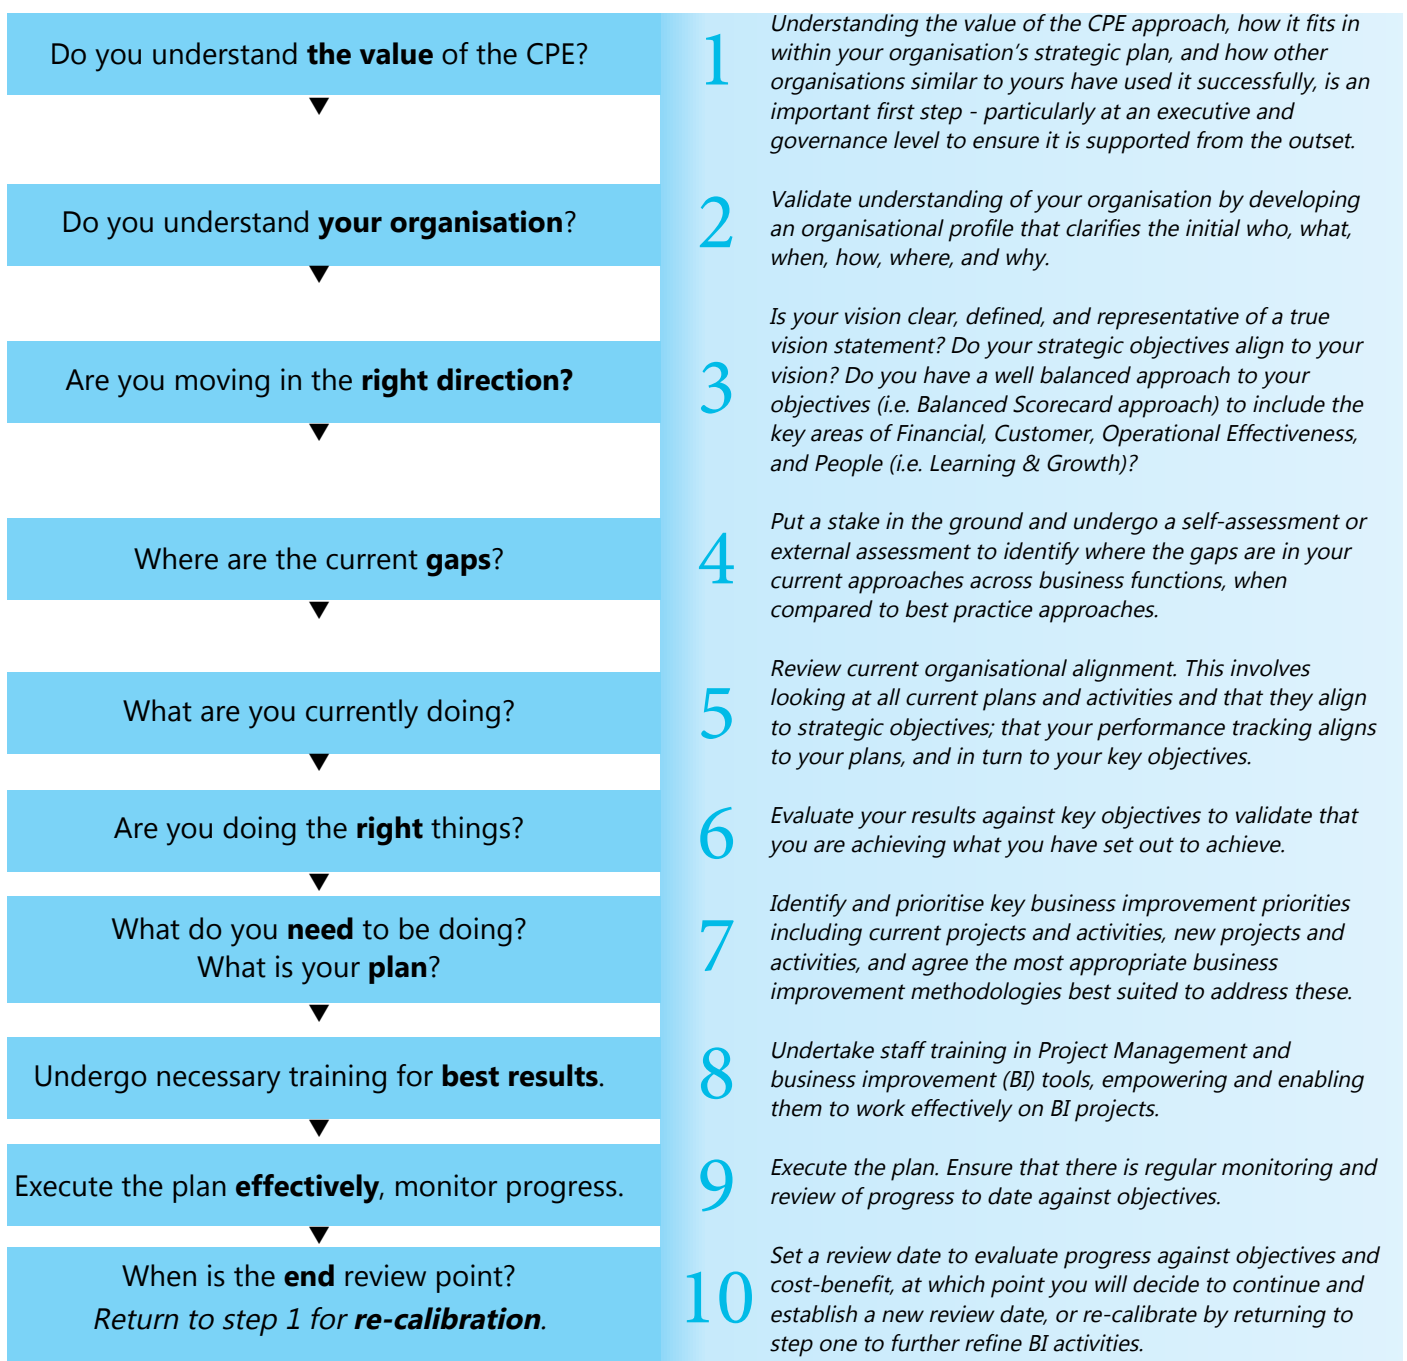 Do you understand the value of the CPE?
1
Understanding the value of the CPE approach, how it fits in
within your organisation's strategic plan, and how other
organisations similar to yours have used it successfully, is an
important first step - particularly at an executive and
governance level to ensure it is supported from the outset.
Do you understand your organisation?
2
Validate understanding of your organisation by developing
an organisational profile that clarifies the initial who, what,
when, how, where, and why.
Are you moving in the right direction?
3
Is your vision clear, defined, and representative of a true
vision statement? Do your strategic objectives align to your
vision? Do you have a well balanced approach to your
objectives (i.e. Balanced Scorecard approach) to include the
key areas of Financial, Customer, Operational Effectiveness,
and People (i.e. Learning & Growth)?
Where are the current gaps?
4
Put a stake in the ground and undergo a self-assessment or
external assessment to identify where the gaps are in your
current approaches across business functions, when
compared to best practice approaches.
What are you currently doing?
5
Review current organisational alignment. This involves
looking at all current plans and activities and that they align
to strategic objectives; that your performance tracking aligns
to your plans, and in turn to your key objectives.
Are you doing the right things?
6
Evaluate your results against key objectives to validate that
you are achieving what you have set out to achieve.
What do you need to be doing?
What is your plan?
7
Identify and prioritise key business improvement priorities
including current projects and activities, new projects and
activities, and agree the most appropriate business
improvement methodologies best suited to address these.
Undergo necessary training for best results.
8
Undertake staff training in Project Management and
business improvement (BI) tools, empowering and enabling
them to work effectively on BI projects.
Execute the plan effectively, monitor progress.
9
Execute the plan. Ensure that there is regular monitoring and
review of progress to date against objectives.
When is the end review point?
Return to step 1 for re-calibration.
10
Set a review date to evaluate progress against objectives and
cost-benefit, at which point you will decide to continue and
establish a new review date, or re-calibrate by returning to
step one to further refine BI activities.